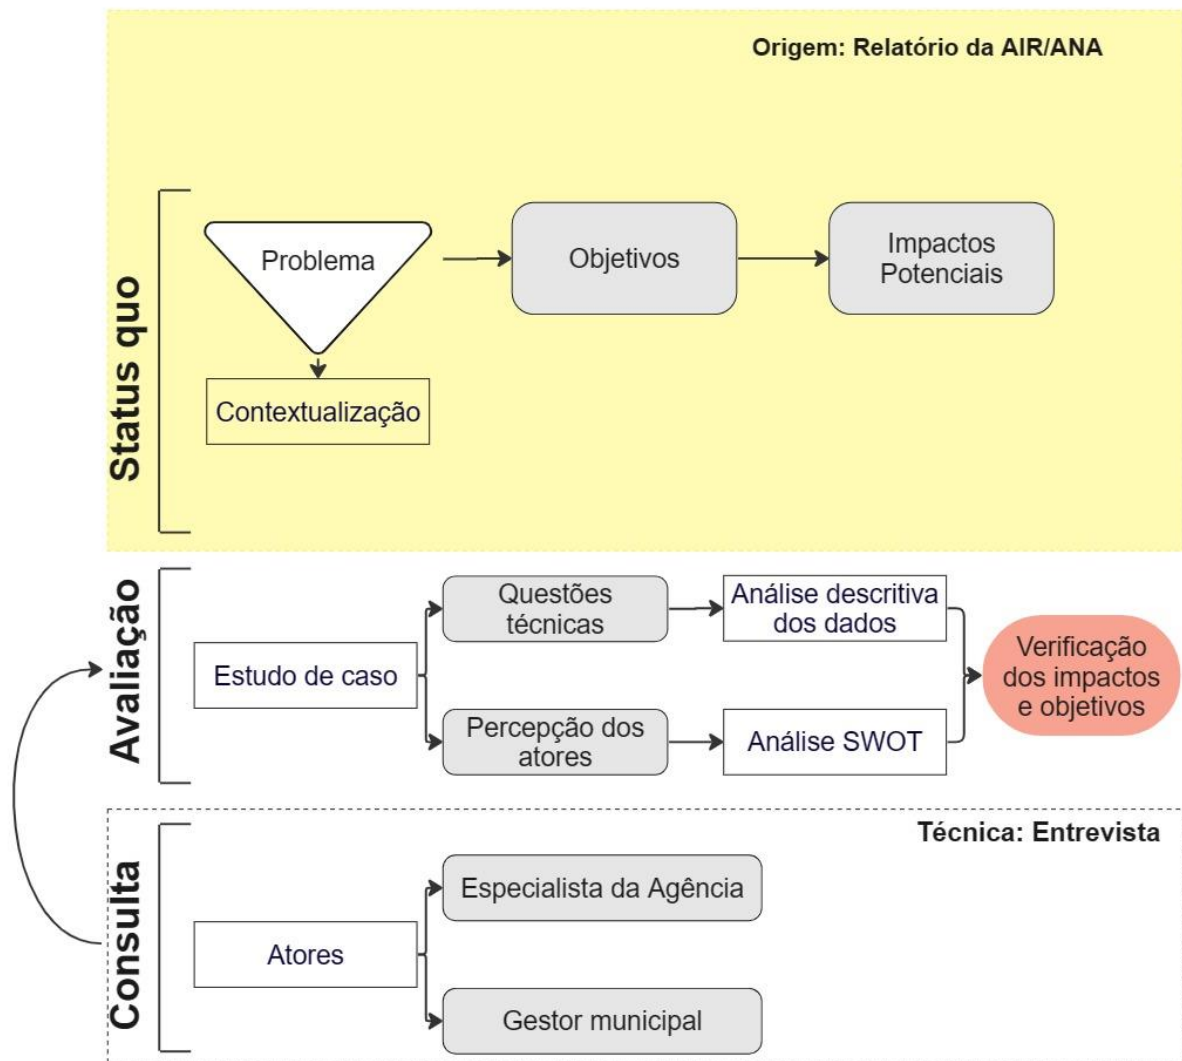 Origem: Relatório da AIR/ANA
Status quo
Problema
Objetivos
Impactos
Potenciais
Contextualização
Avaliação
Estudo de caso
Questões
técnicas
Análise descritiva
dos dados
Percepção dos
atores
Análise SWOT
Verificação
dos impactos
e objetivos
Técnica: Entrevista
Consulta
Atores
Especialista da Agência
Gestor municipal